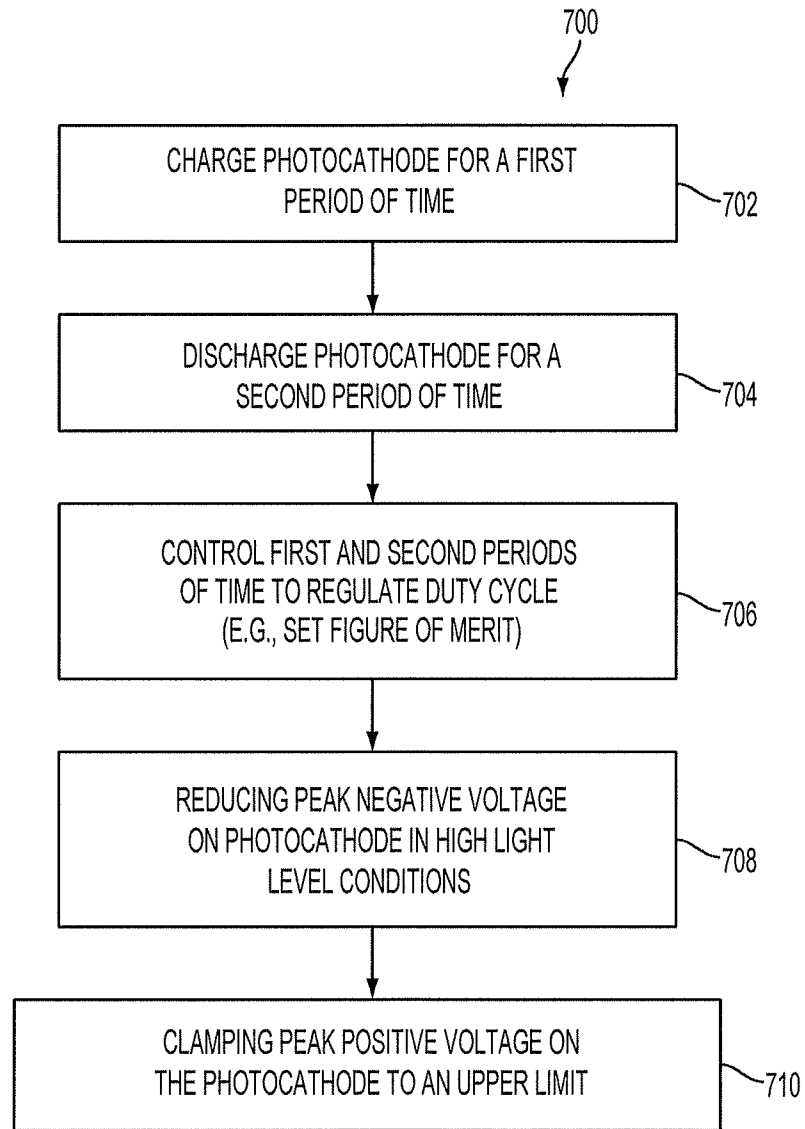 700
CHARGE PHOTOCATHODE FOR A FIRST
PERIOD OF TIME
702
DISCHARGE PHOTOCATHODE FOR A
SECOND PERIOD OF TIME
704
CONTROL FIRST AND SECOND PERIODS
OF TIME TO REGULATE DUTY CYCLE
(E.G., SET FIGURE OF MERIT)
706
REDUCING PEAK NEGATIVE VOLTAGE
ON PHOTOCATHODE IN HIGH LIGHT
LEVEL CONDITIONS
708
CLAMPING PEAK POSITIVE VOLTAGE ON
THE PHOTOCATHODE TO AN UPPER LIMIT
710